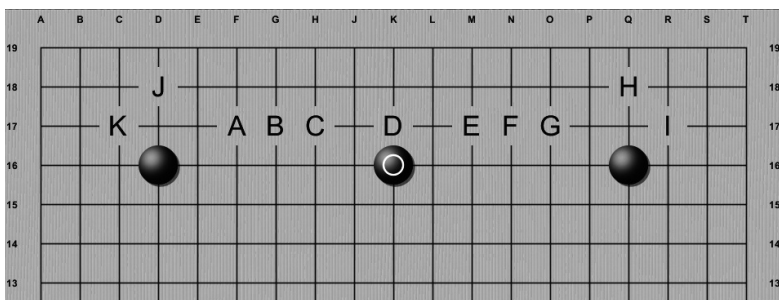 A B C D E F G H J K L M N O P Q R S T
19 19
18 J H 18
17 K A B C D E F G I 17
16 16
15 15
14 14
13 13